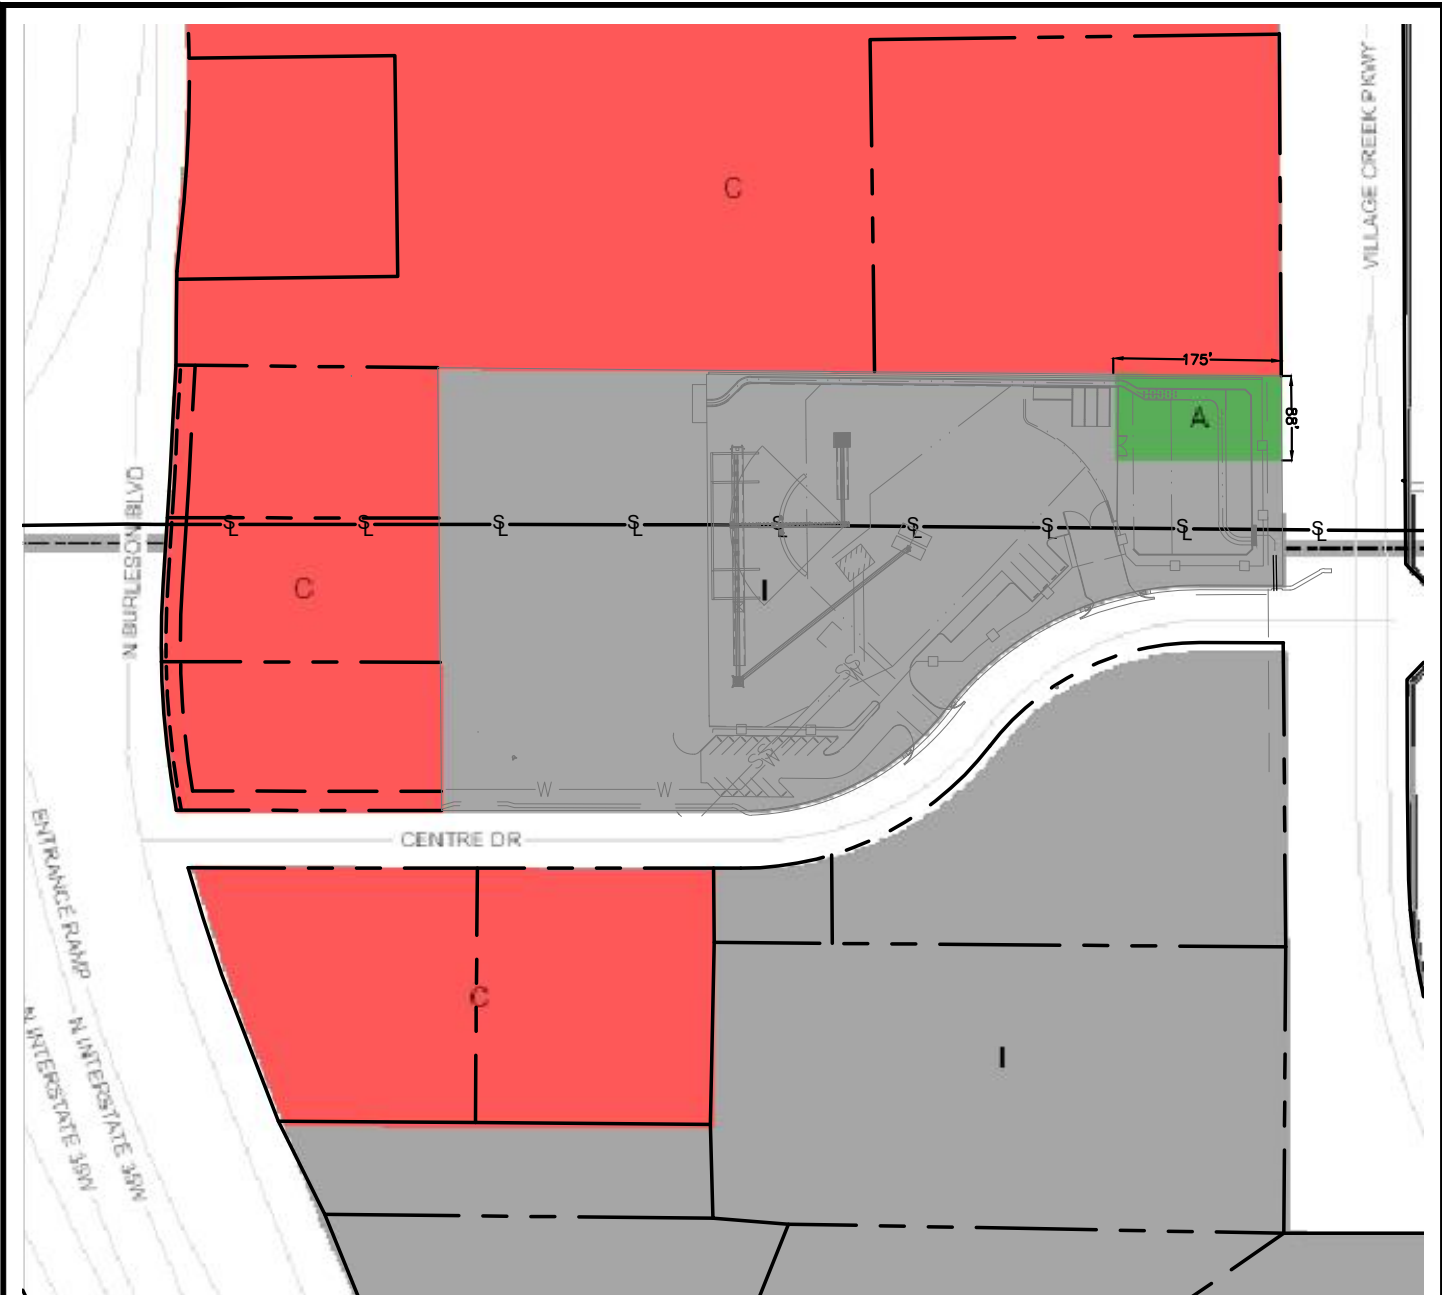 C
VILLAGE CREEK PKWY
175'
A
88'
N BURLESON BLVD
SL SL SL SL SL SL SL SL SL
C
I
W W
CENTRE DR
ENTRANCE RAMP
C
N INTERSTATE 35W
N INTERSTATE 35W
I